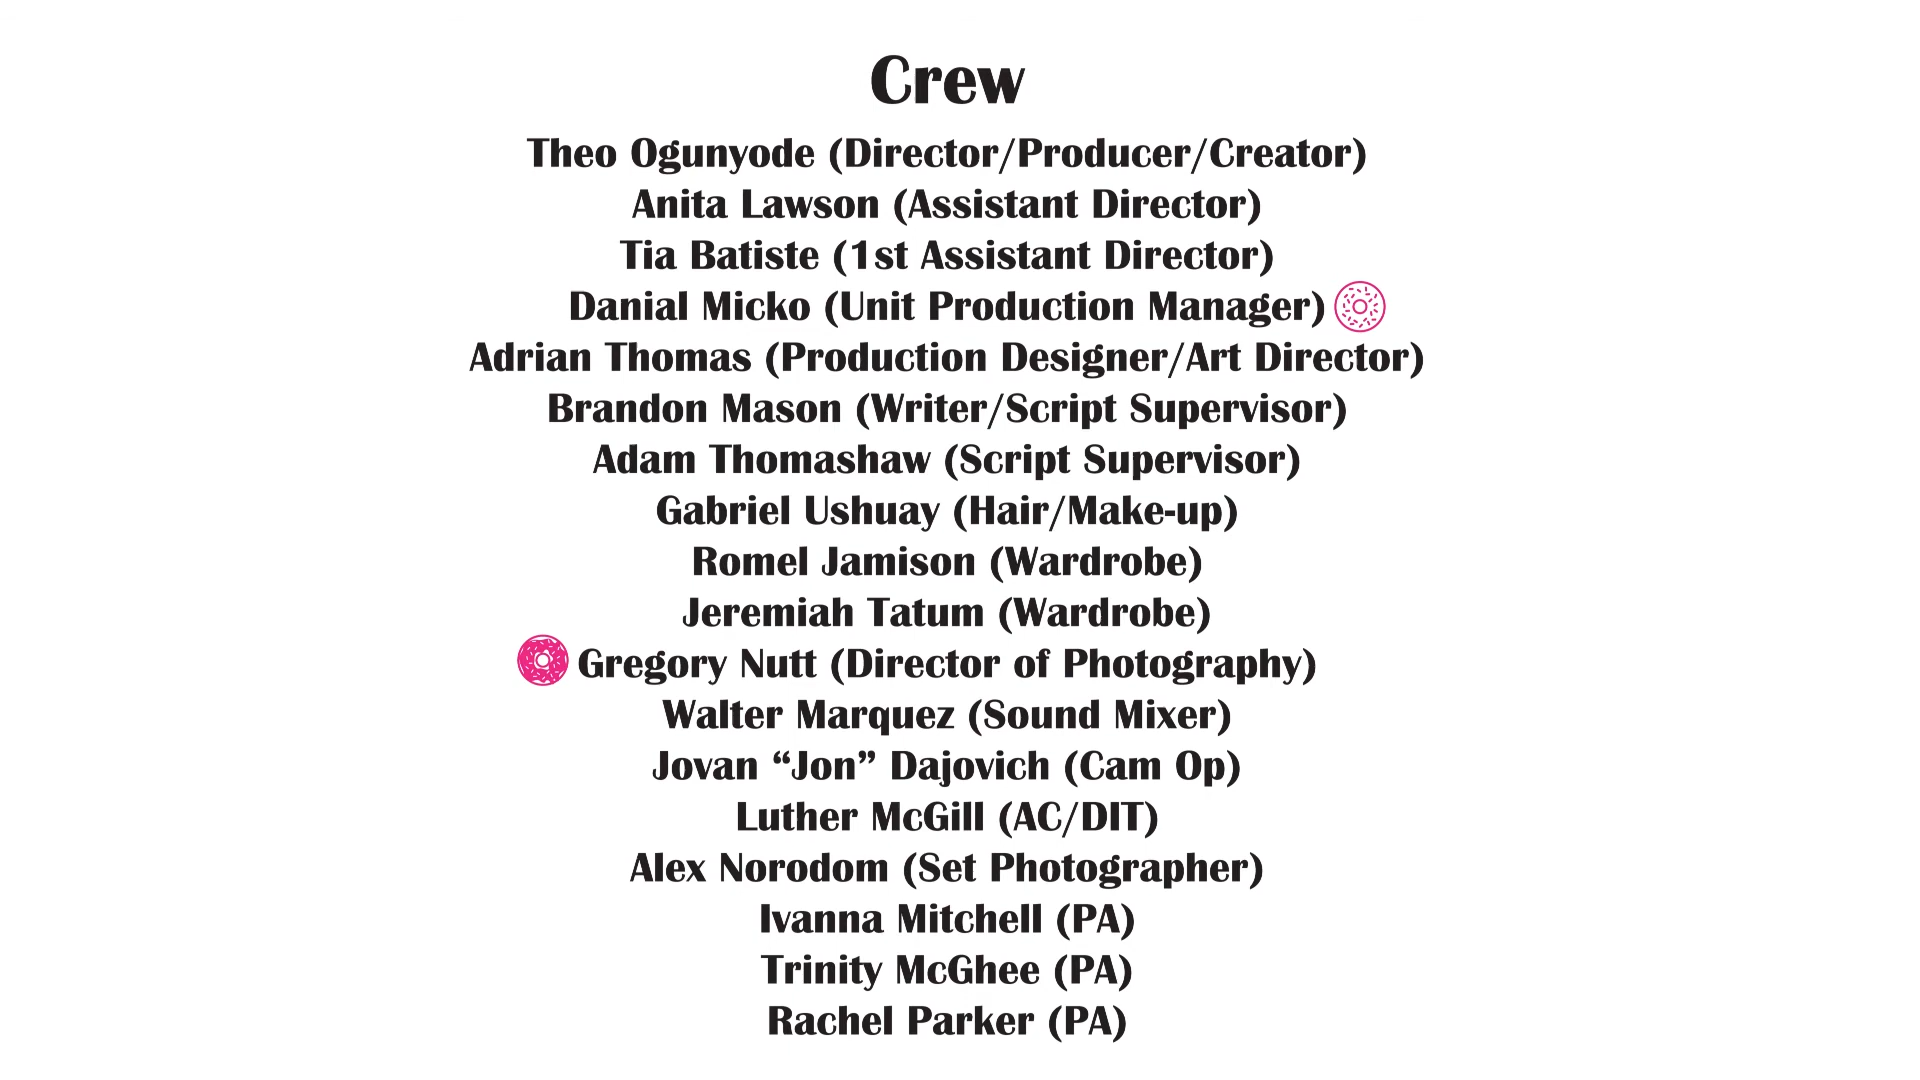 Crew
Theo Ogunyode (Director/Producer/Creator)
Anita Lawson (Assistant Director)
Tia Batiste (1st Assistant Director)
Danial Micko (Unit Production Manager)
Adrian Thomas (Production Designer/Art Director)
Brandon Mason (Writer/Script Supervisor)
Adam Thomashaw (Script Supervisor)
Gabriel Ushuay (Hair/Make-up)
Romel Jamison (Wardrobe)
Jeremiah Tatum (Wardrobe)
Gregory Nutt (Director of Photography)
Walter Marquez (Sound Mixer)
Jovan “Jon” Dajovich (Cam Op)
Luther McGill (AC/DIT)
Alex Norodom (Set Photographer)
Ivanna Mitchell (PA)
Trinity McGhee (PA)
Rachel Parker (PA)